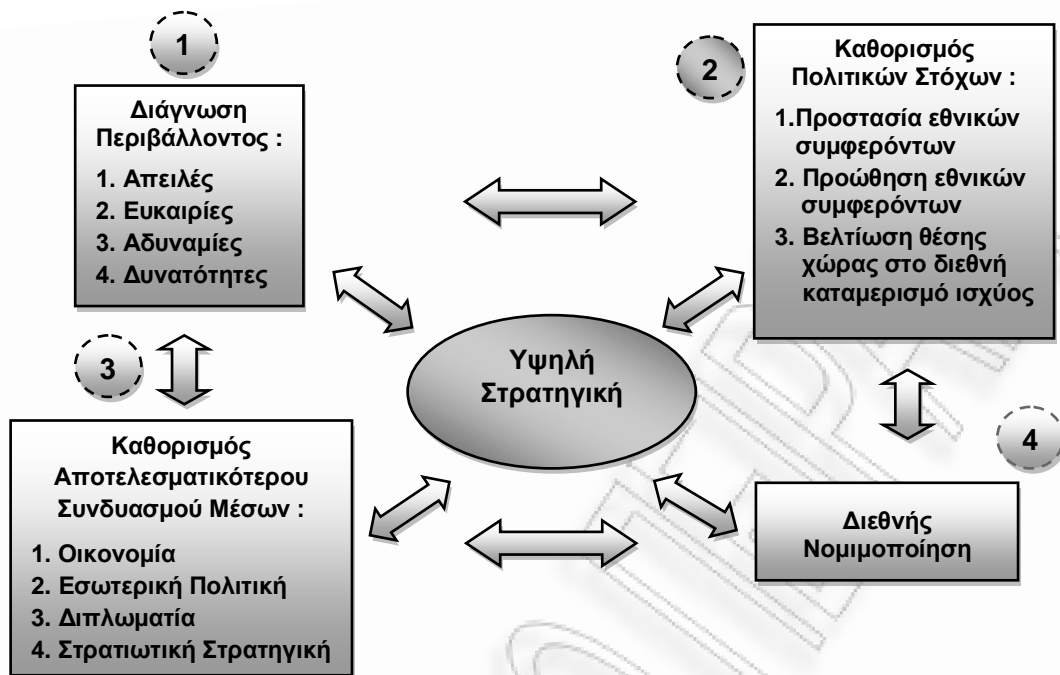 1
Διάγνωση
Περιβάλλοντος :
1. Απειλές
2. Ευκαιρίες
3. Αδυναμίες
4. Δυνατότητες
2
Καθορισμός
Πολιτικών Στόχων :
1.Προστασία εθνικών
συμφερόντων
2. Προώθηση εθνικών
συμφερόντων
3. Βελτίωση θέσης
χώρας στο διεθνή
καταμερισμό ισχύος
Υψηλή
Στρατηγική
3
Καθορισμός
Αποτελεσματικότερου
Συνδυασμού Μέσων :
1. Οικονομία
2. Εσωτερική Πολιτική
3. Διπλωματία
4. Στρατιωτική Στρατηγική
4
Διεθνής
Νομιμοποίηση